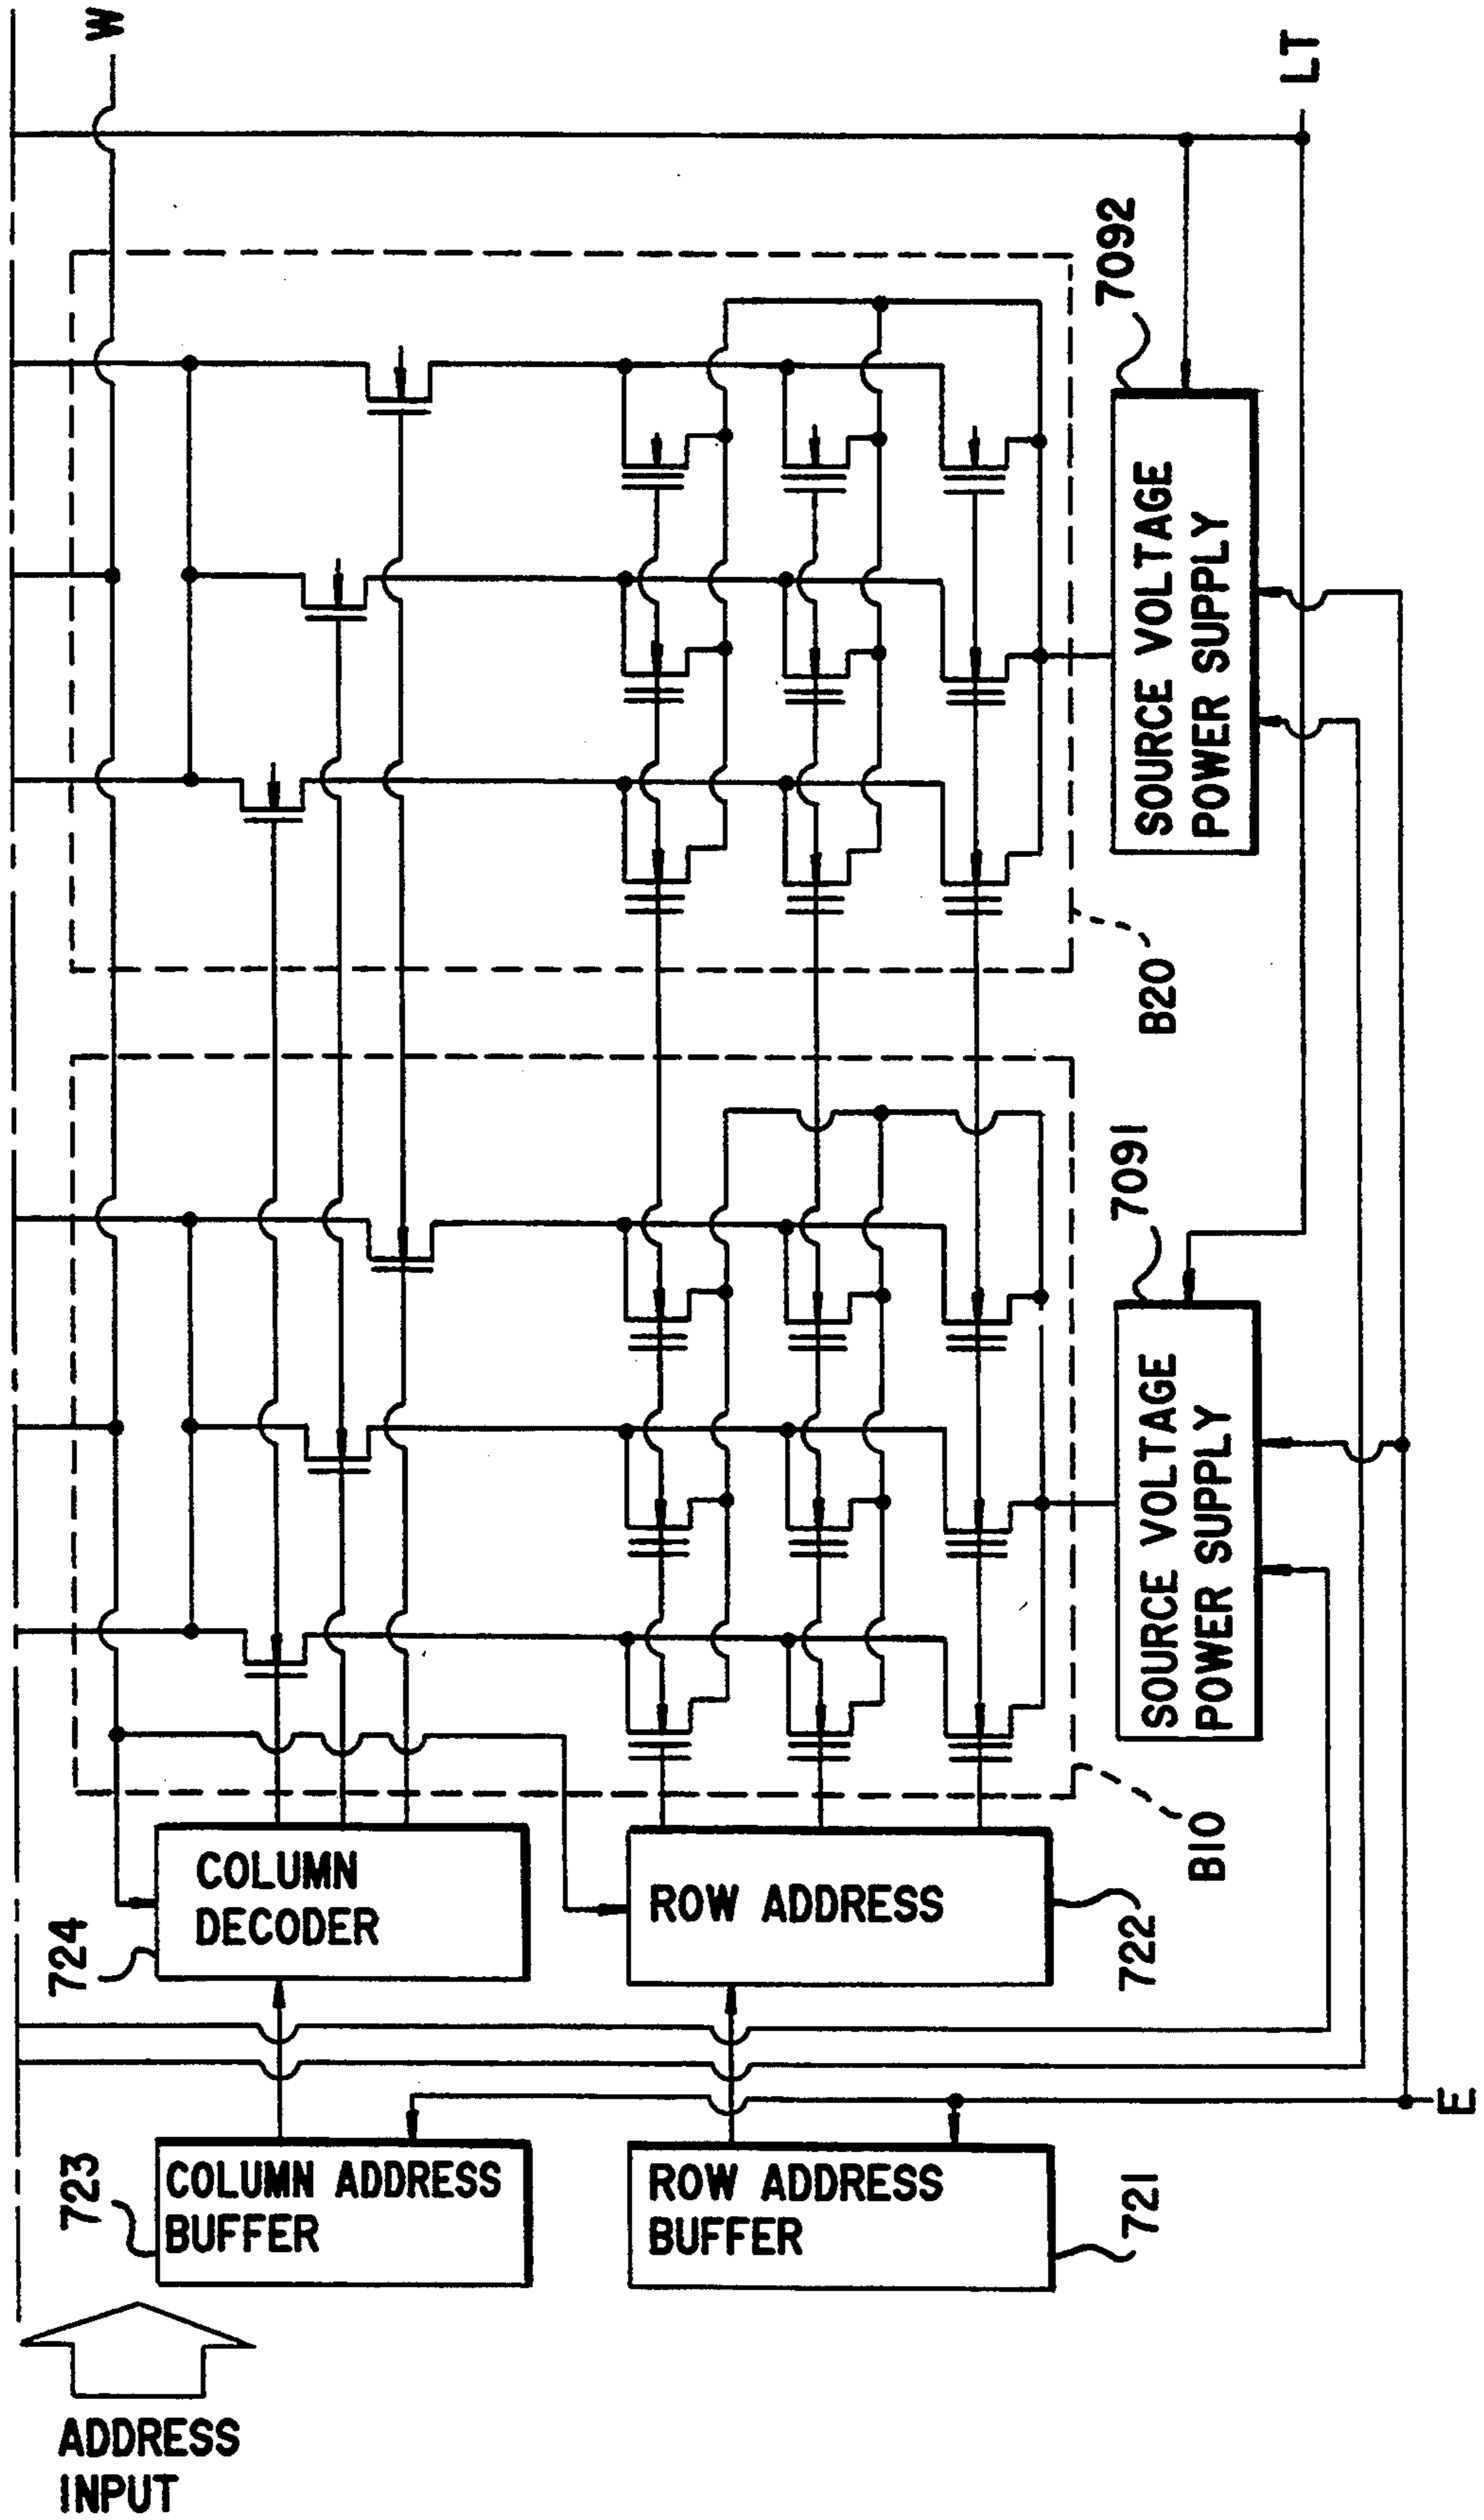 W
LT
7092
SOURCE VOLTAGE
POWER SUPPLY
B20
7091
SOURCE VOLTAGE
POWER SUPPLY
B10
724
COLUMN
DECODER
ROW ADDRESS
722
723
COLUMN ADDRESS
BUFFER
ROW ADDRESS
BUFFER
721
E
ADDRESS
INPUT